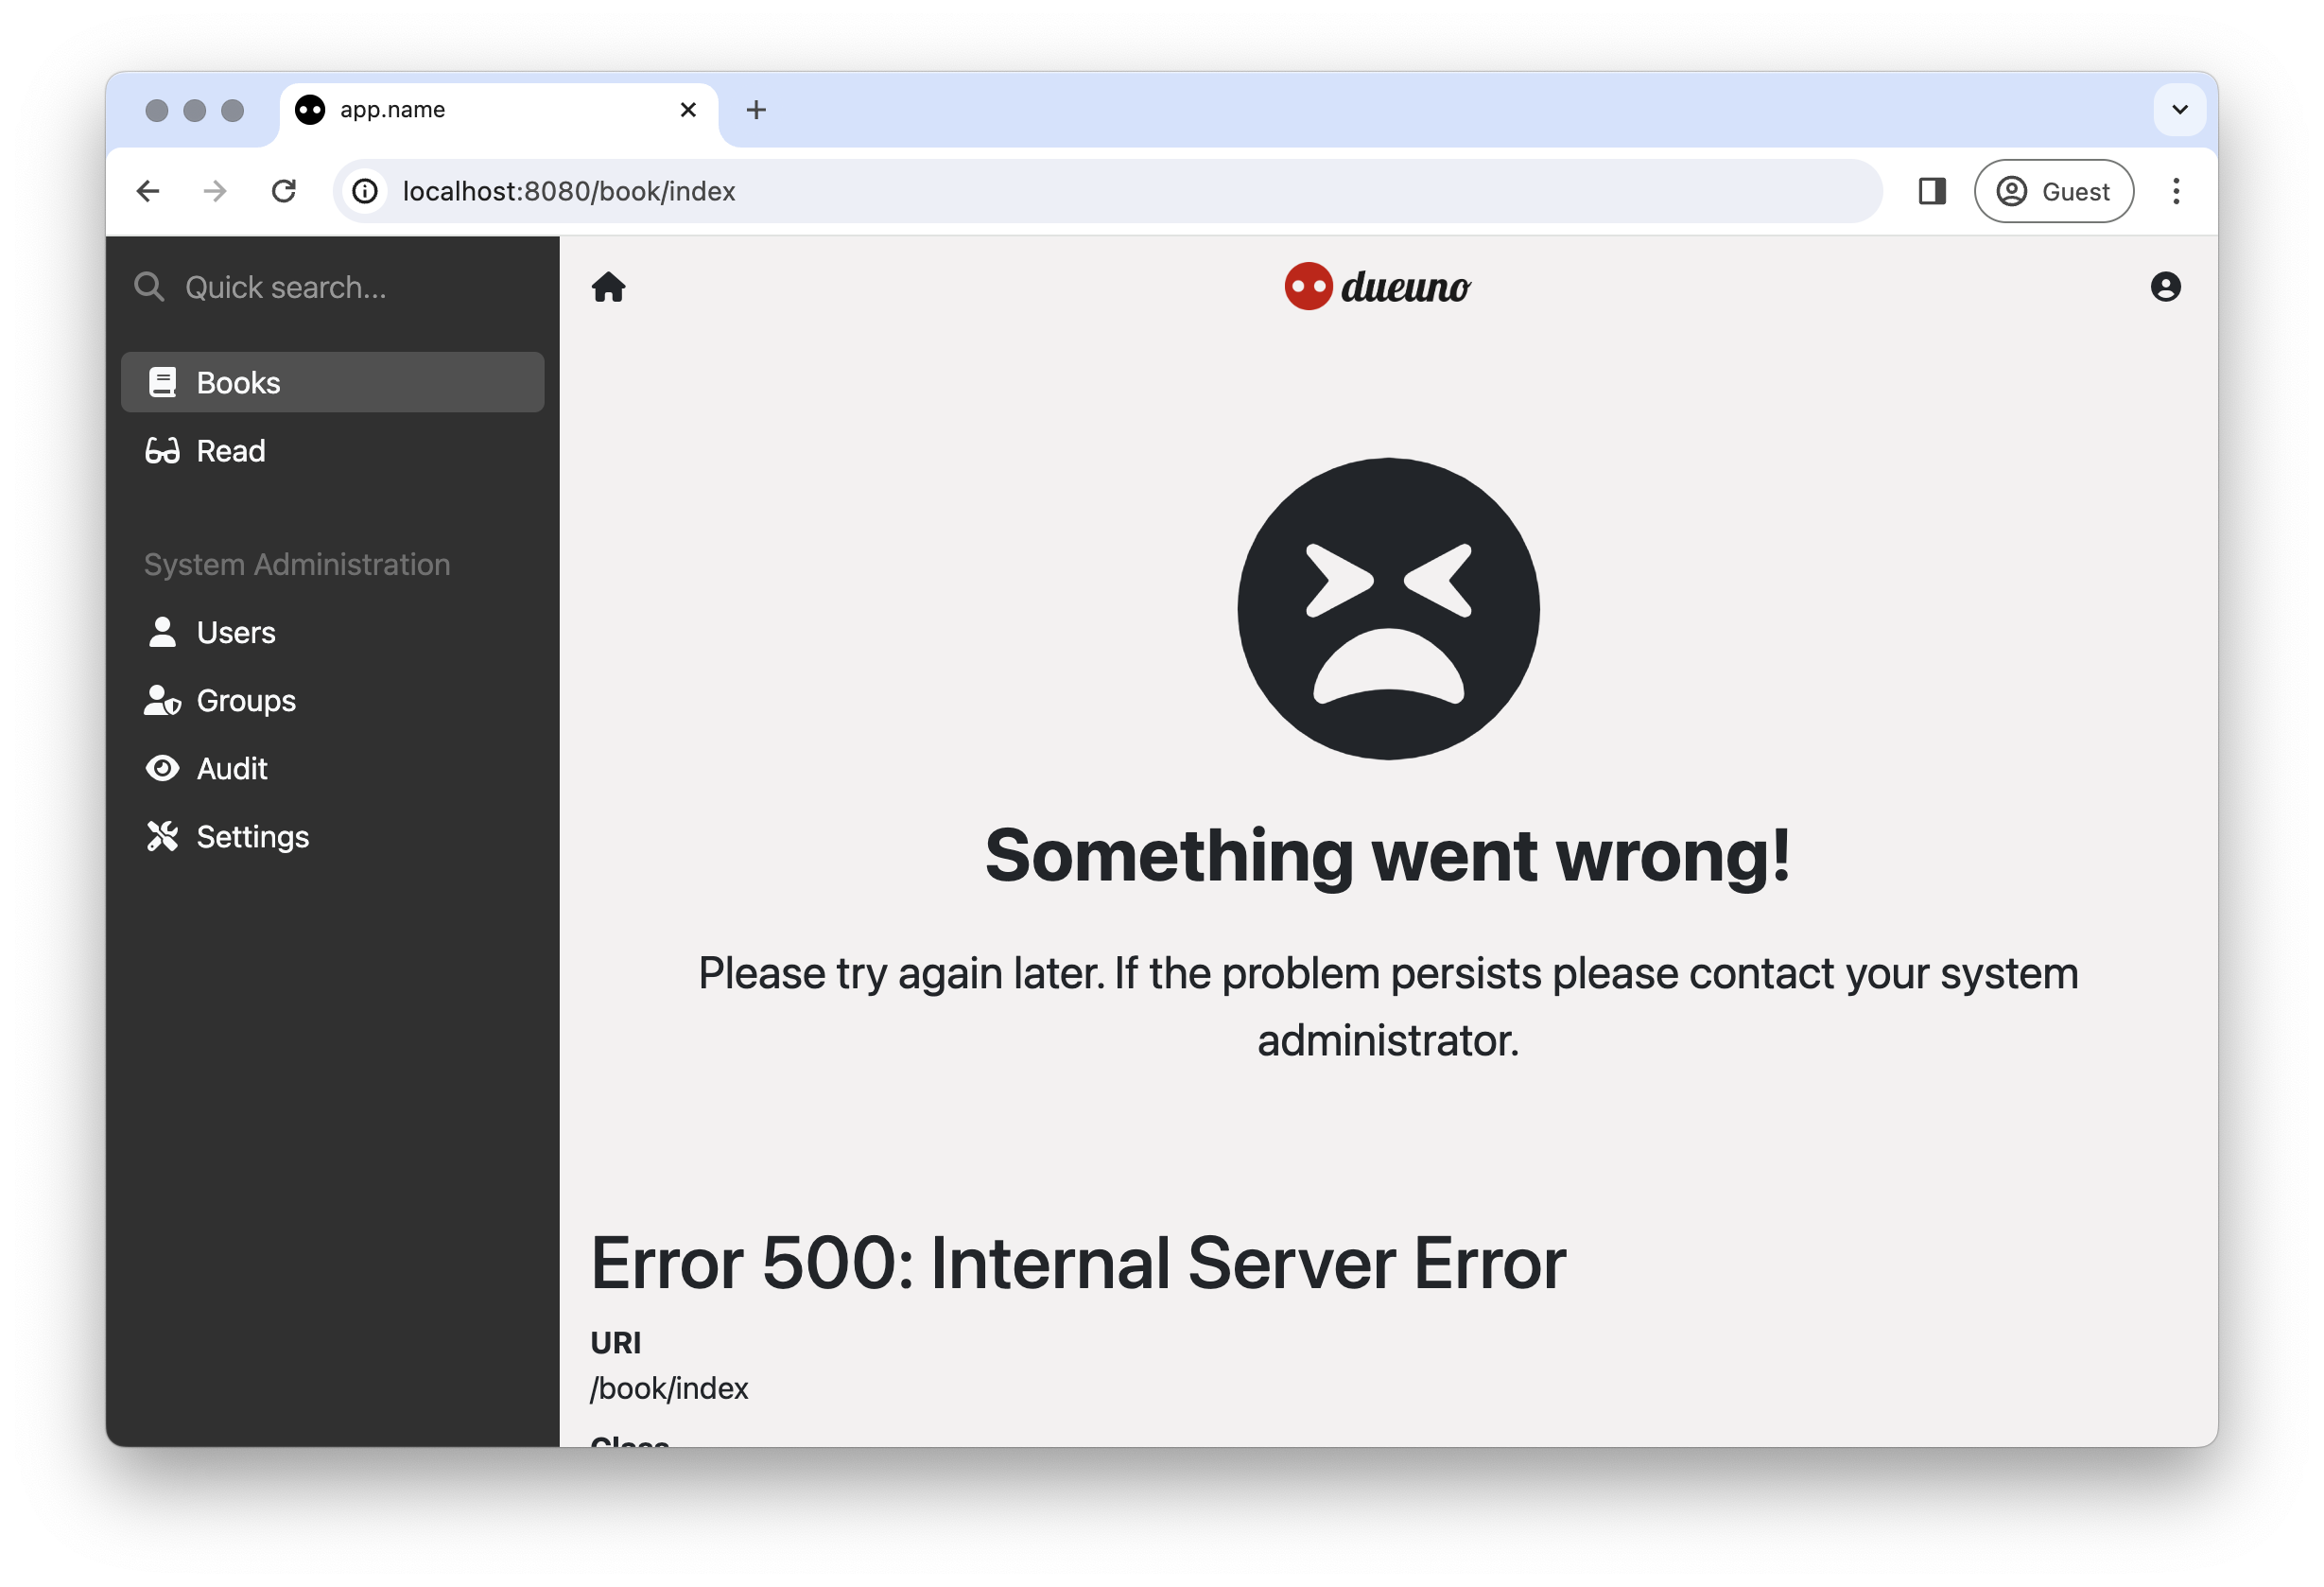 app.name
localhost:8080/book/index
Guest
Quick search...
dueuno
Books
Read
System Administration
Users
Groups
Audit
Settings
Something went wrong!
Please try again later. If the problem persists please contact your system
administrator.
Error 500: Internal Server Error
URI
/book/index
Class